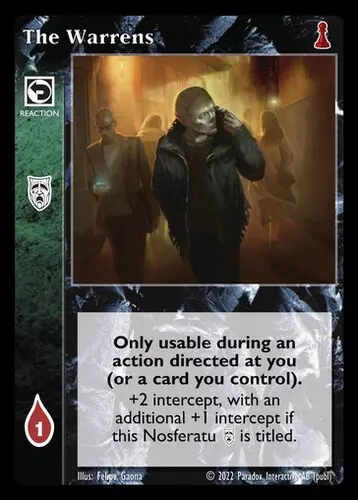 The Warrens
REACTION
Only usable during an
action directed at you
(or a card you control).
+2 intercept, with an
additional +1 intercept if
this Nosferatu is titled.
1
Illus: Felipe Gaona © 2022 Paradox Interactive AB (publ)